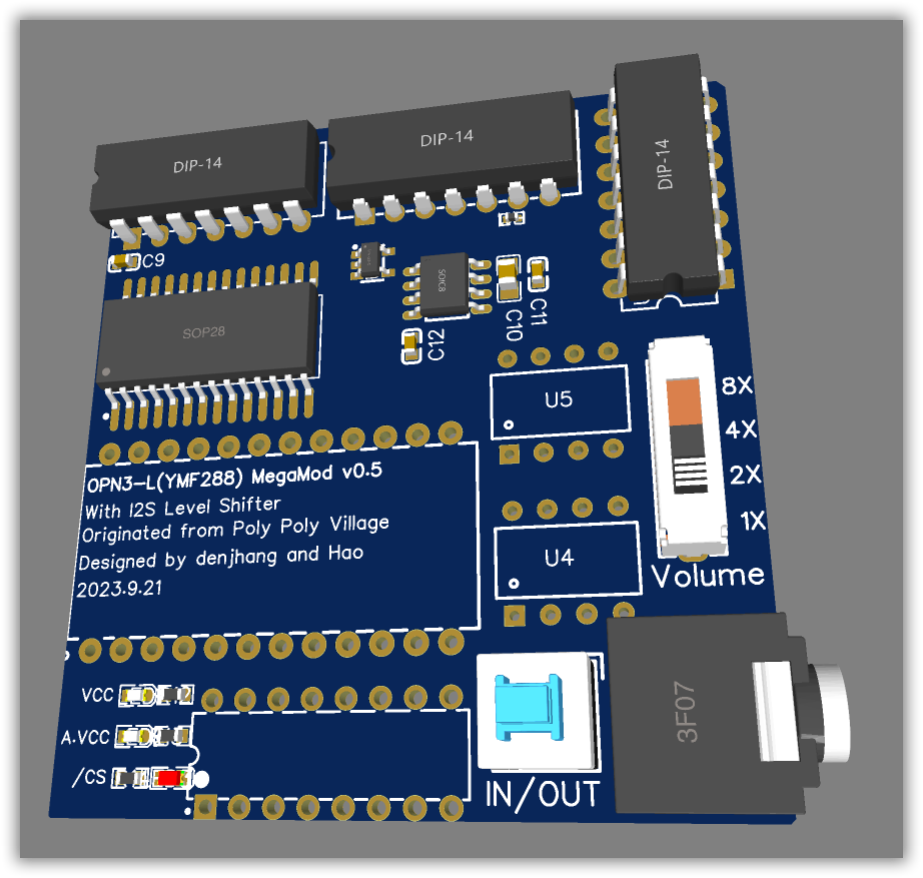 DIP-14
DIP-14
DIP-14
C9
SOIC8
C10
C11
C12
SOP28
U5
8X
4X
2X
1X
OPN3-L(YMF288) MegaMod v0.5
With I2S Level Shifter
Originated from Poly Poly Village
Designed by denjhang and Hao
2023.9.21
U4
Volume
VCC
A.VCC
/CS
3F07
IN/OUT